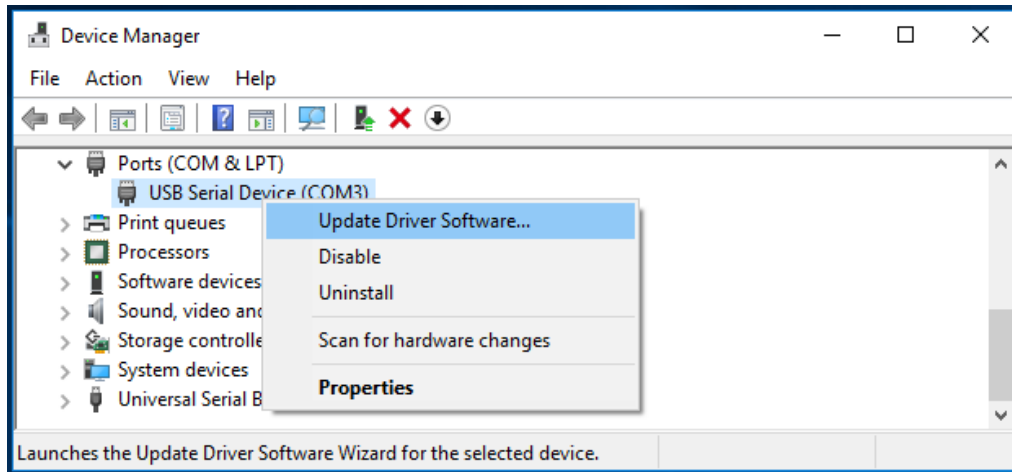 Device Manager
File Action View Help
Ports (COM & LPT)
USB Serial Device (COM3)
Update Driver Software...
Print queues
Disable
Processors
Software devices
Uninstall
Sound, video and
Scan for hardware changes
Storage controlle
System devices
Properties
Universal Serial B
Launches the Update Driver Software Wizard for the selected device.